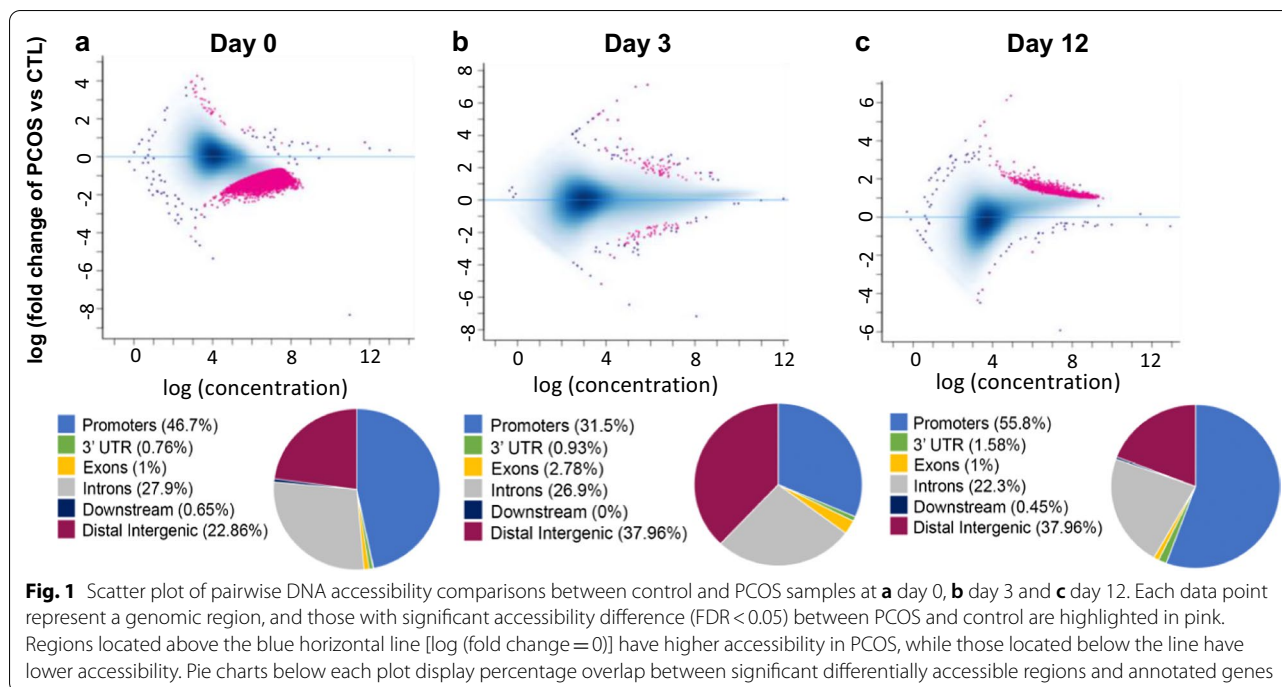 a Day 0
b Day 3
c Day 12
log (fold change of PCOS vs CTL)
4
2
0
-2
-4
-6
-8
0 4 8 12
log (concentration)
8
6
4
2
0
-2
-4
-6
-8
0 4 8 12
log (concentration)
6
4
2
0
-2
-4
-6
0 4 8 12
log (concentration)
Promoters (46.7%)
3' UTR (0.76%)
Exons (1%)
Introns (27.9%)
Downstream (0.65%)
Distal Intergenic (22.86%)
Promoters (31.5%)
3' UTR (0.93%)
Exons (2.78%)
Introns (26.9%)
Downstream (0%)
Distal Intergenic (37.96%)
Promoters (55.8%)
3' UTR (1.58%)
Exons (1%)
Introns (22.3%)
Downstream (0.45%)
Distal Intergenic (37.96%)
Fig. 1 Scatter plot of pairwise DNA accessibility comparisons between control and PCOS samples at a day 0, b day 3 and c day 12. Each data point
represent a genomic region, and those with significant accessibility difference (FDR < 0.05) between PCOS and control are highlighted in pink.
Regions located above the blue horizontal line [log (fold change = 0)] have higher accessibility in PCOS, while those located below the line have
lower accessibility. Pie charts below each plot display percentage overlap between significant differentially accessible regions and annotated genes